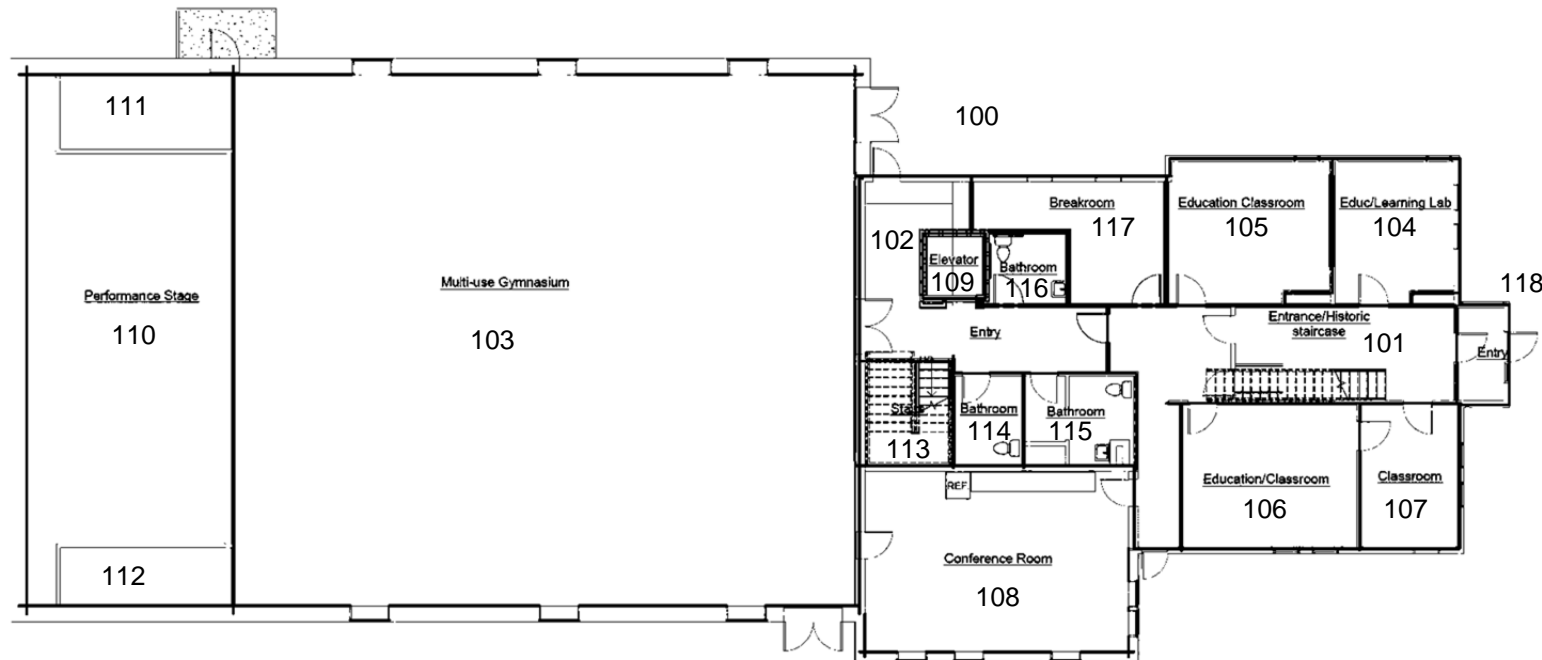 111
100
Breakroom
117
Education Classroom
105
Educ/Learning Lab
104
102
Elevator
109
Bathroom
116
118
Performance Stage
110
Multi-use Gymnasium
103
Entry
Entrance/Historic
staircase
101
Entry
Stairs
113
Bathroom
114
Bathroom
115
REF.
Education/Classroom
106
Classroom
107
Conference Room
108
112